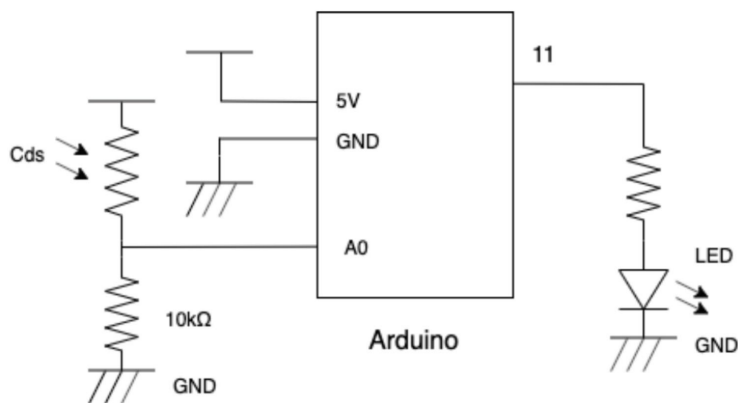 11
5V
GND
Cds
A0
LED
10kΩ
Arduino
GND
GND